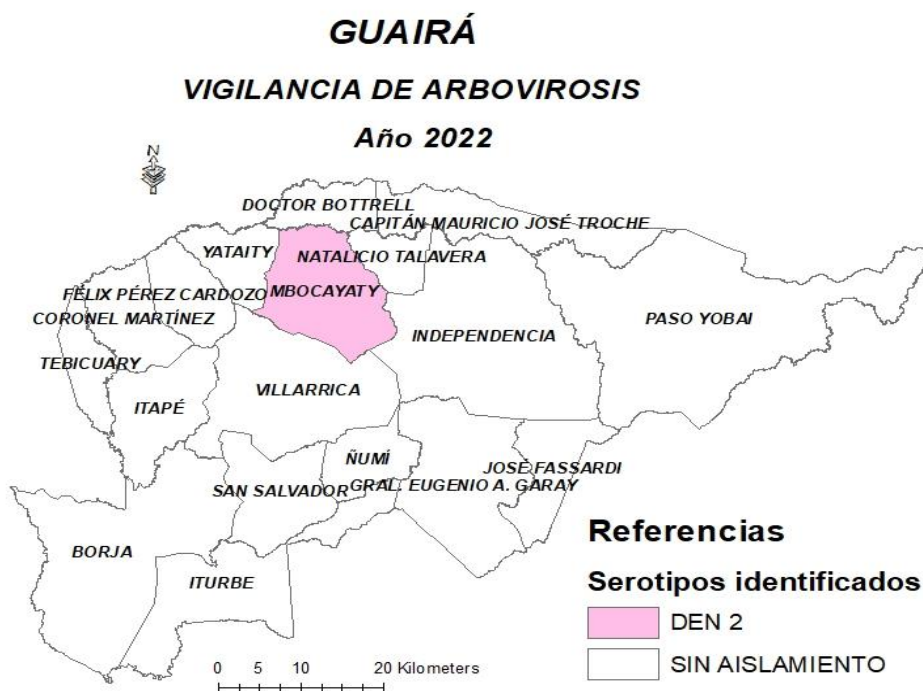 GUAIRÁ
VIGILANCIA DE ARBOVIROSIS
Año 2022
N
DOCTOR BOTTRELL
CAPITÁN MAURICIO JOSÉ TROCHE
YATAITY
NATALICIO TALAVERA
FÉLIX PÉREZ CARDOZO
MBOCAYATY
CORONEL MARTÍNEZ
PASO YOBAI
INDEPENDENCIA
TEBICUARY
VILLARRICA
ITAPÉ
ÑUMÍ
JOSÉ FASSARDI
SAN SALVADOR
GRAL. EUGENIO A. GARAY
BORJA
ITURBE
Referencias
Serotipos identificados
DEN 2
SIN AISLAMIENTO
0 5 10 20 Kilometers